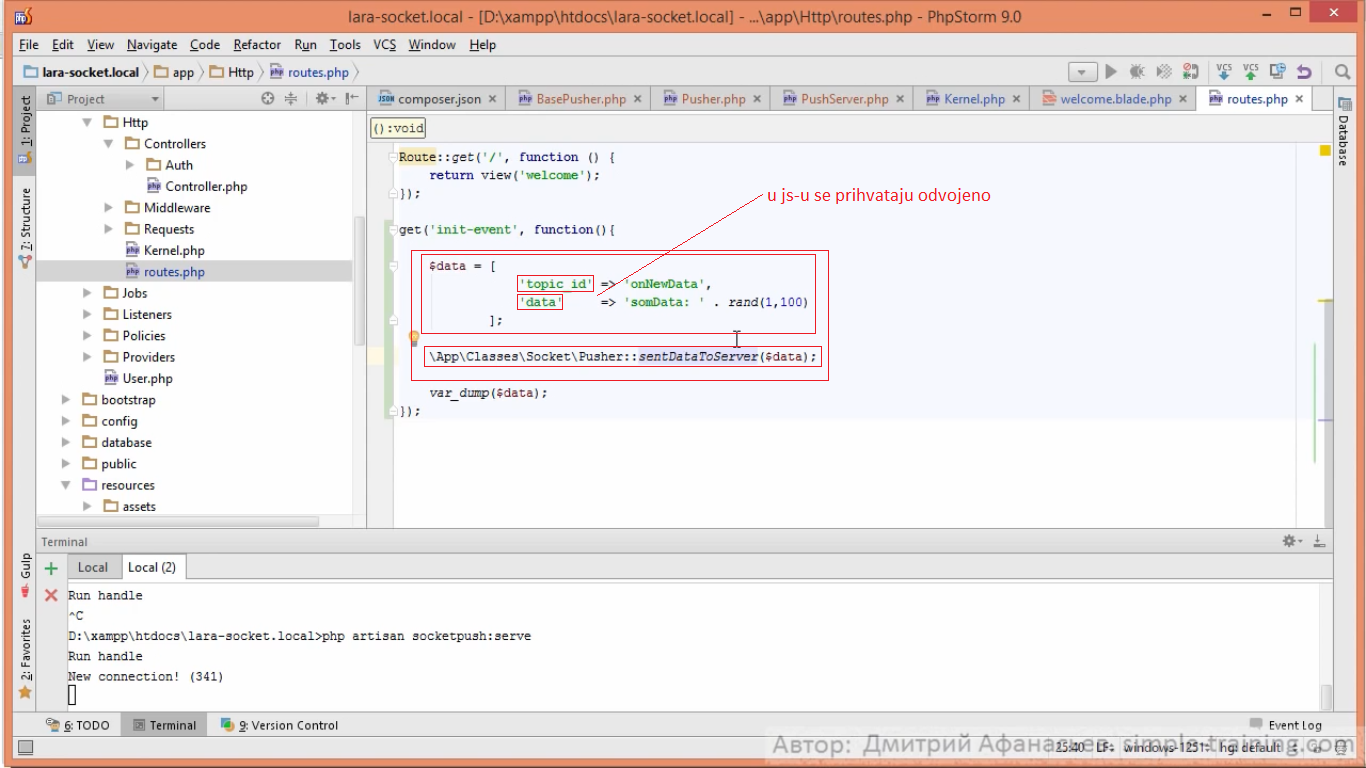 lara-socket.local - [D:\xampp\htdocs\lara-socket.local] - ...\app\Http\routes.php - PhpStorm 9.0
File Edit View Navigate Code Refactor Run Tools VCS Window Help
lara-socket.local app Http routes.php
VCS VCS
1: Project
Z: Structure
Gulp
2: Favorites
Project
Http
Controllers
Auth
Controller.php
Middleware
Requests
Kernel.php
routes.php
Jobs
Listeners
Policies
Providers
User.php
bootstrap
config
database
public
resources
assets
composer.json BasePusher.php Pusher.php PushServer.php Kernel.php welcome.blade.php routes.php
Database
():void
Route::get('/', function () {
return view('welcome');
});
u js-u se prihvataju odvojeno
get('init-event', function(){
$data = [
'topic_id' => 'onNewData',
'data' => 'somData: ' . rand(1,100)
];
\App\Classes\Socket\Pusher::sentDataToServer($data);
var_dump($data);
});
Terminal
Local Local (2)
Run handle
^C
D:\xampp\htdocs\lara-socket.local>php artisan socketpush:serve
Run handle
New connection! (341)
6: TODO Terminal 9: Version Control Event Log
Автор: Дмитрий Афанасьев simple-training.com
25:40 LF÷ windows-1251÷ hg: default